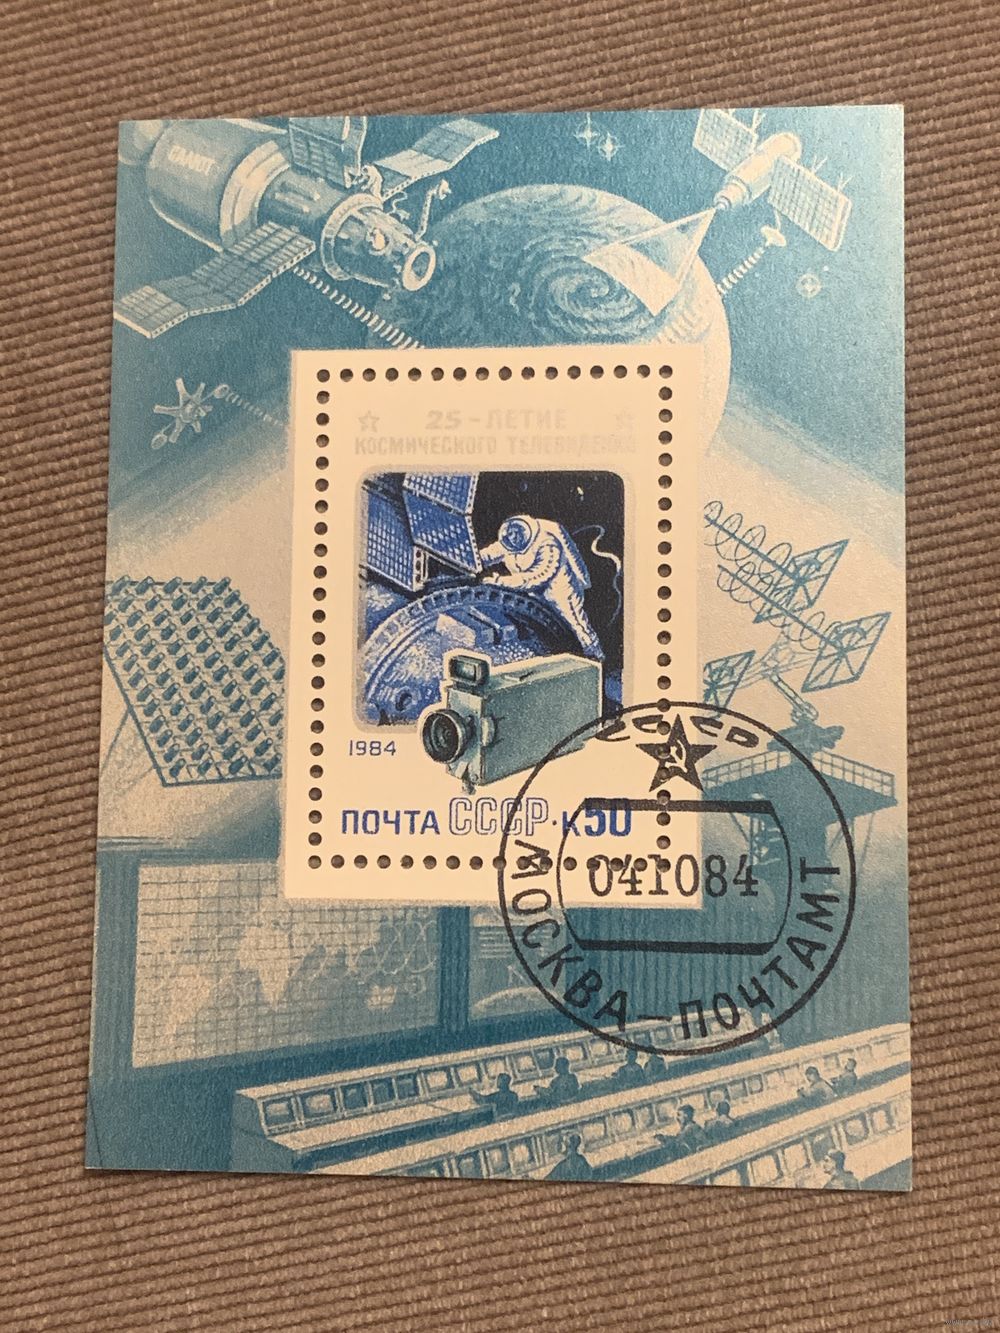 САЛЮТ
25-ЛЕТИЕ
КОСМИЧЕСКОГО ТЕЛЕВИДЕНИЯ
1984
ПОЧТА СССР·К50
СССР
041084
МОСКВА — ПОЧТАМТ